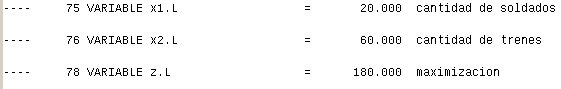 ---- 75 VARIABLE x1.L = 20.000 cantidad de soldados
---- 76 VARIABLE x2.L = 60.000 cantidad de trenes
---- 78 VARIABLE z.L = 180.000 maximizacion